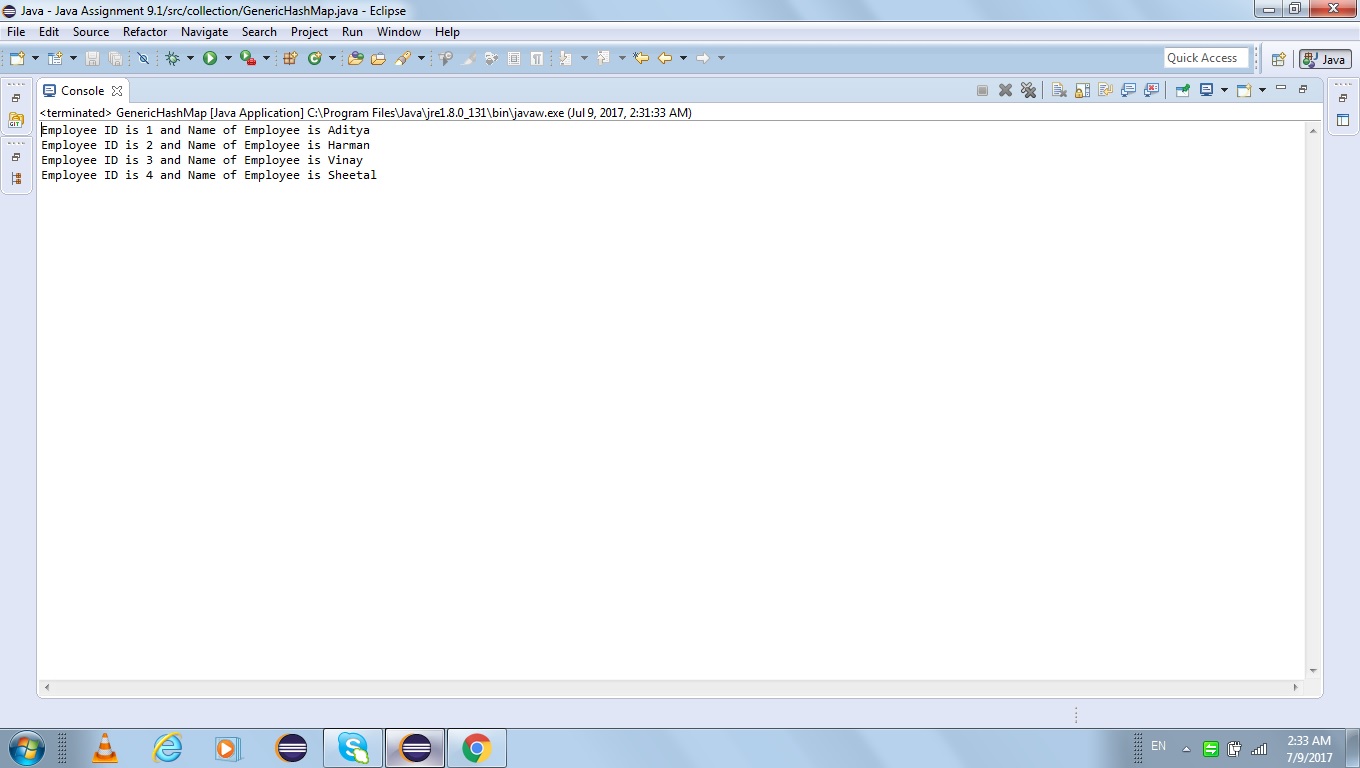 Java - Java Assignment 9.1/src/collection/GenericHashMap.java - Eclipse
File Edit Source Refactor Navigate Search Project Run Window Help
Quick Access
Java
Console
GIT
<terminated> GenericHashMap [Java Application] C:\Program Files\Java\jre1.8.0_131\bin\javaw.exe (Jul 9, 2017, 2:31:33 AM)
Employee ID is 1 and Name of Employee is Aditya
Employee ID is 2 and Name of Employee is Harman
Employee ID is 3 and Name of Employee is Vinay
Employee ID is 4 and Name of Employee is Sheetal
EN
2:33 AM
7/9/2017